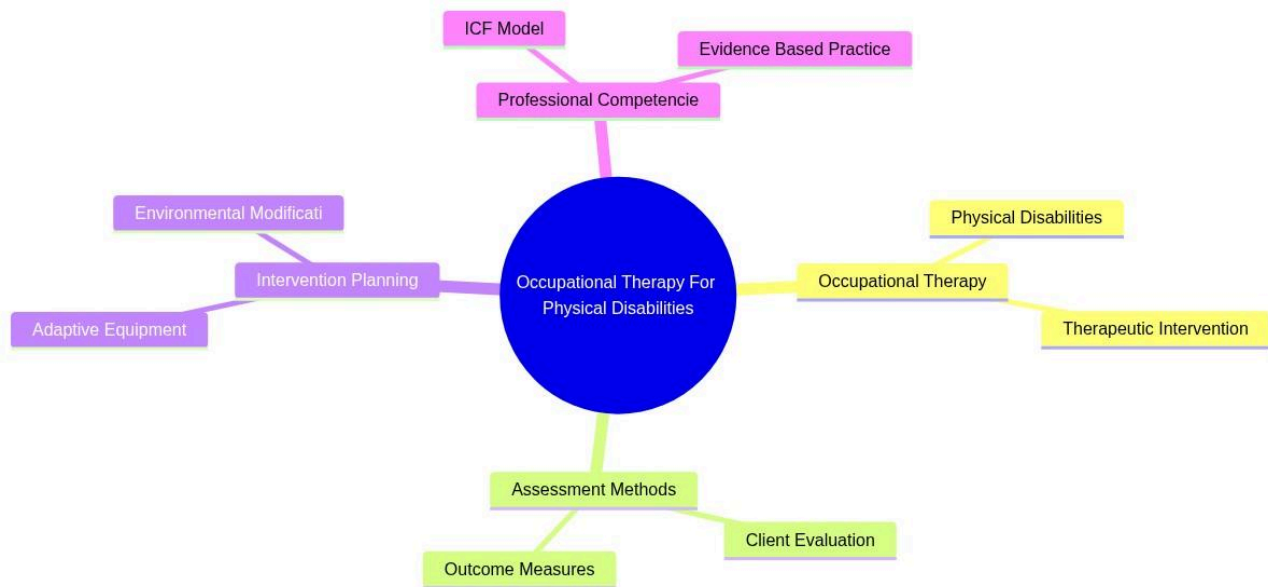 ICF Model
Evidence Based Practice
Professional Competencie
Environmental Modificati
Physical Disabilities
Intervention Planning
Occupational Therapy For
Physical Disabilities
Occupational Therapy
Adaptive Equipment
Therapeutic Intervention
Assessment Methods
Client Evaluation
Outcome Measures